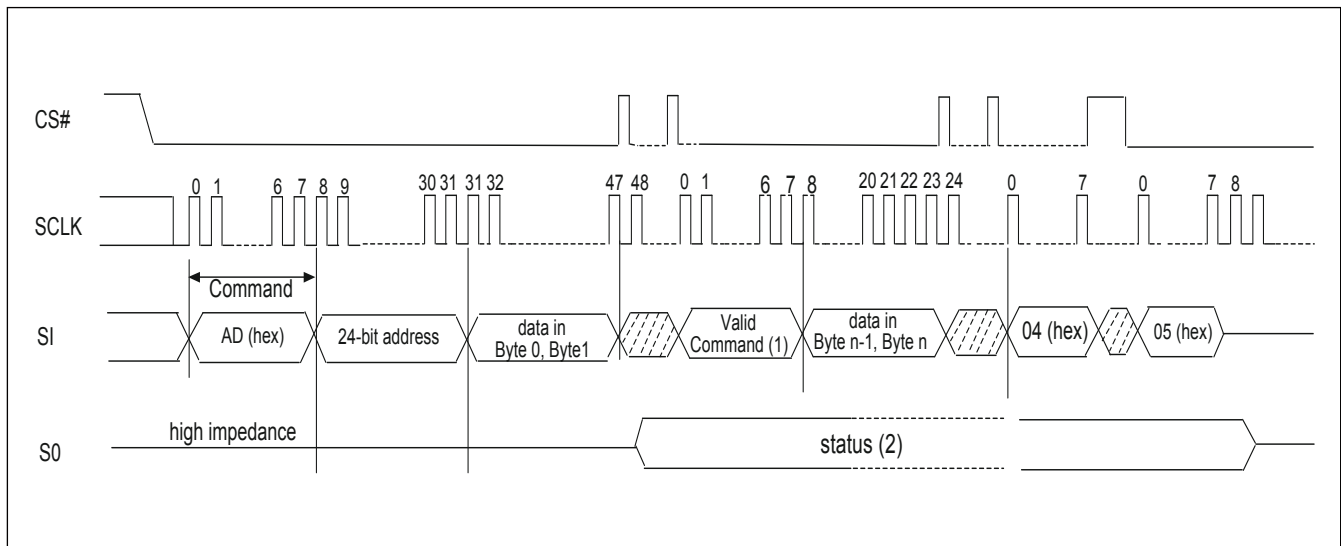 CS#
0 1 6 7 8 9 30 31 31 32 47 48 0 1 6 7 8 20 21 22 23 24 0 7 0 7 8
SCLK
Command
SI
AD (hex)
24-bit address
data in
Byte 0, Byte1
Valid
Command (1)
data in
Byte n-1, Byte n
04 (hex)
05 (hex)
high impedance
S0
status (2)